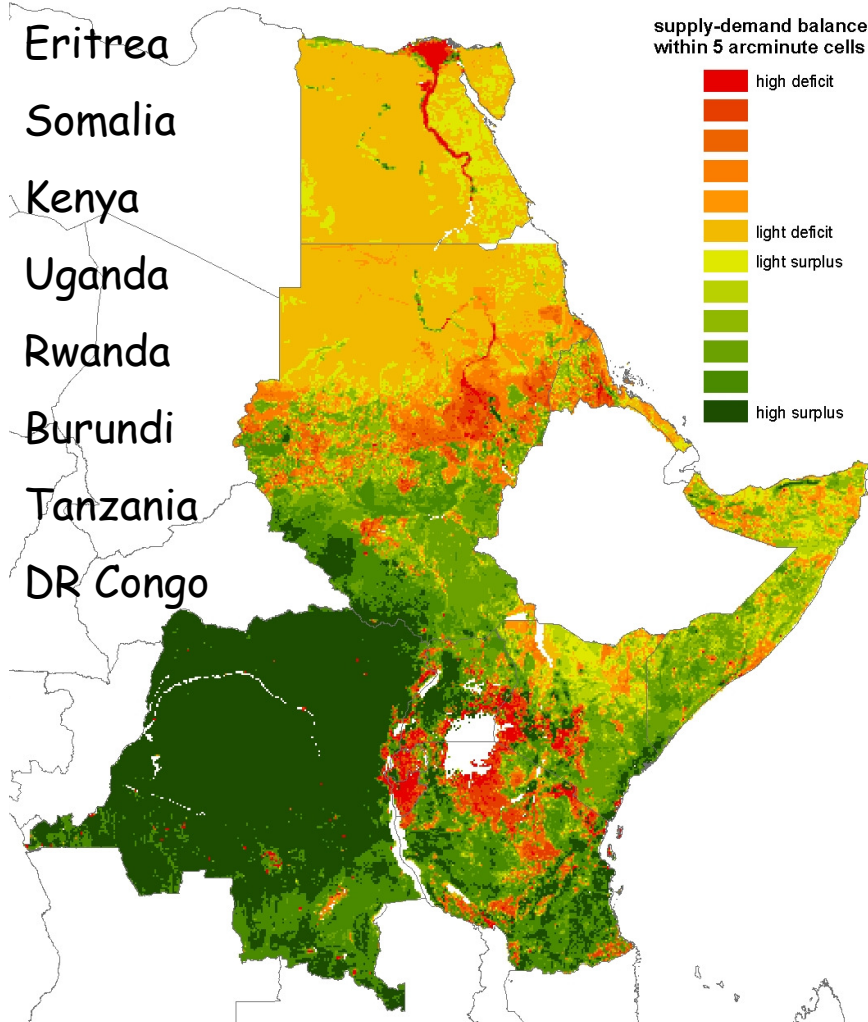 Eritrea
Somalia
Kenya
Uganda
Rwanda
Burundi
Tanzania
DR Congo
supply-demand balance
within 5 arcminute cells
high deficit
light deficit
light surplus
high surplus